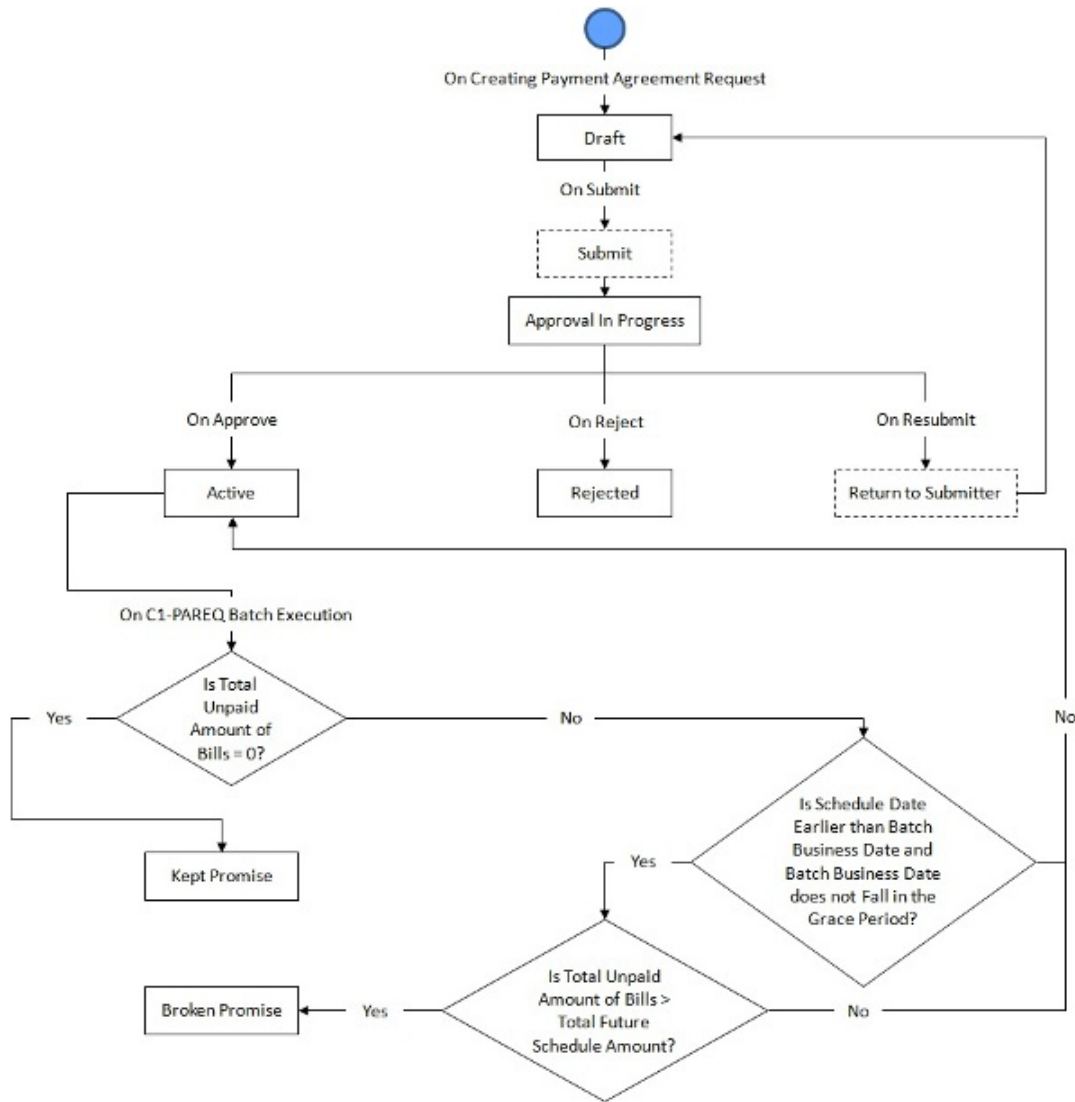 On Creating Payment Agreement Request
Draft
On Submit
Submit
Approval In Progress
On Approve
On Reject
On Resubmit
Active
Rejected
Return to Submitter
On C1-PAREQ Batch Execution
Is Total
Unpaid
Amount of
Bills = 0?
Yes
No
No
Is Schedule Date
Earlier than Batch
Business Date and
Batch Business Date
does not Fall in the
Grace Period?
Yes
Kept Promise
Is Total Unpaid
Amount of Bills >
Total Future
Schedule Amount?
Broken Promise
Yes
No